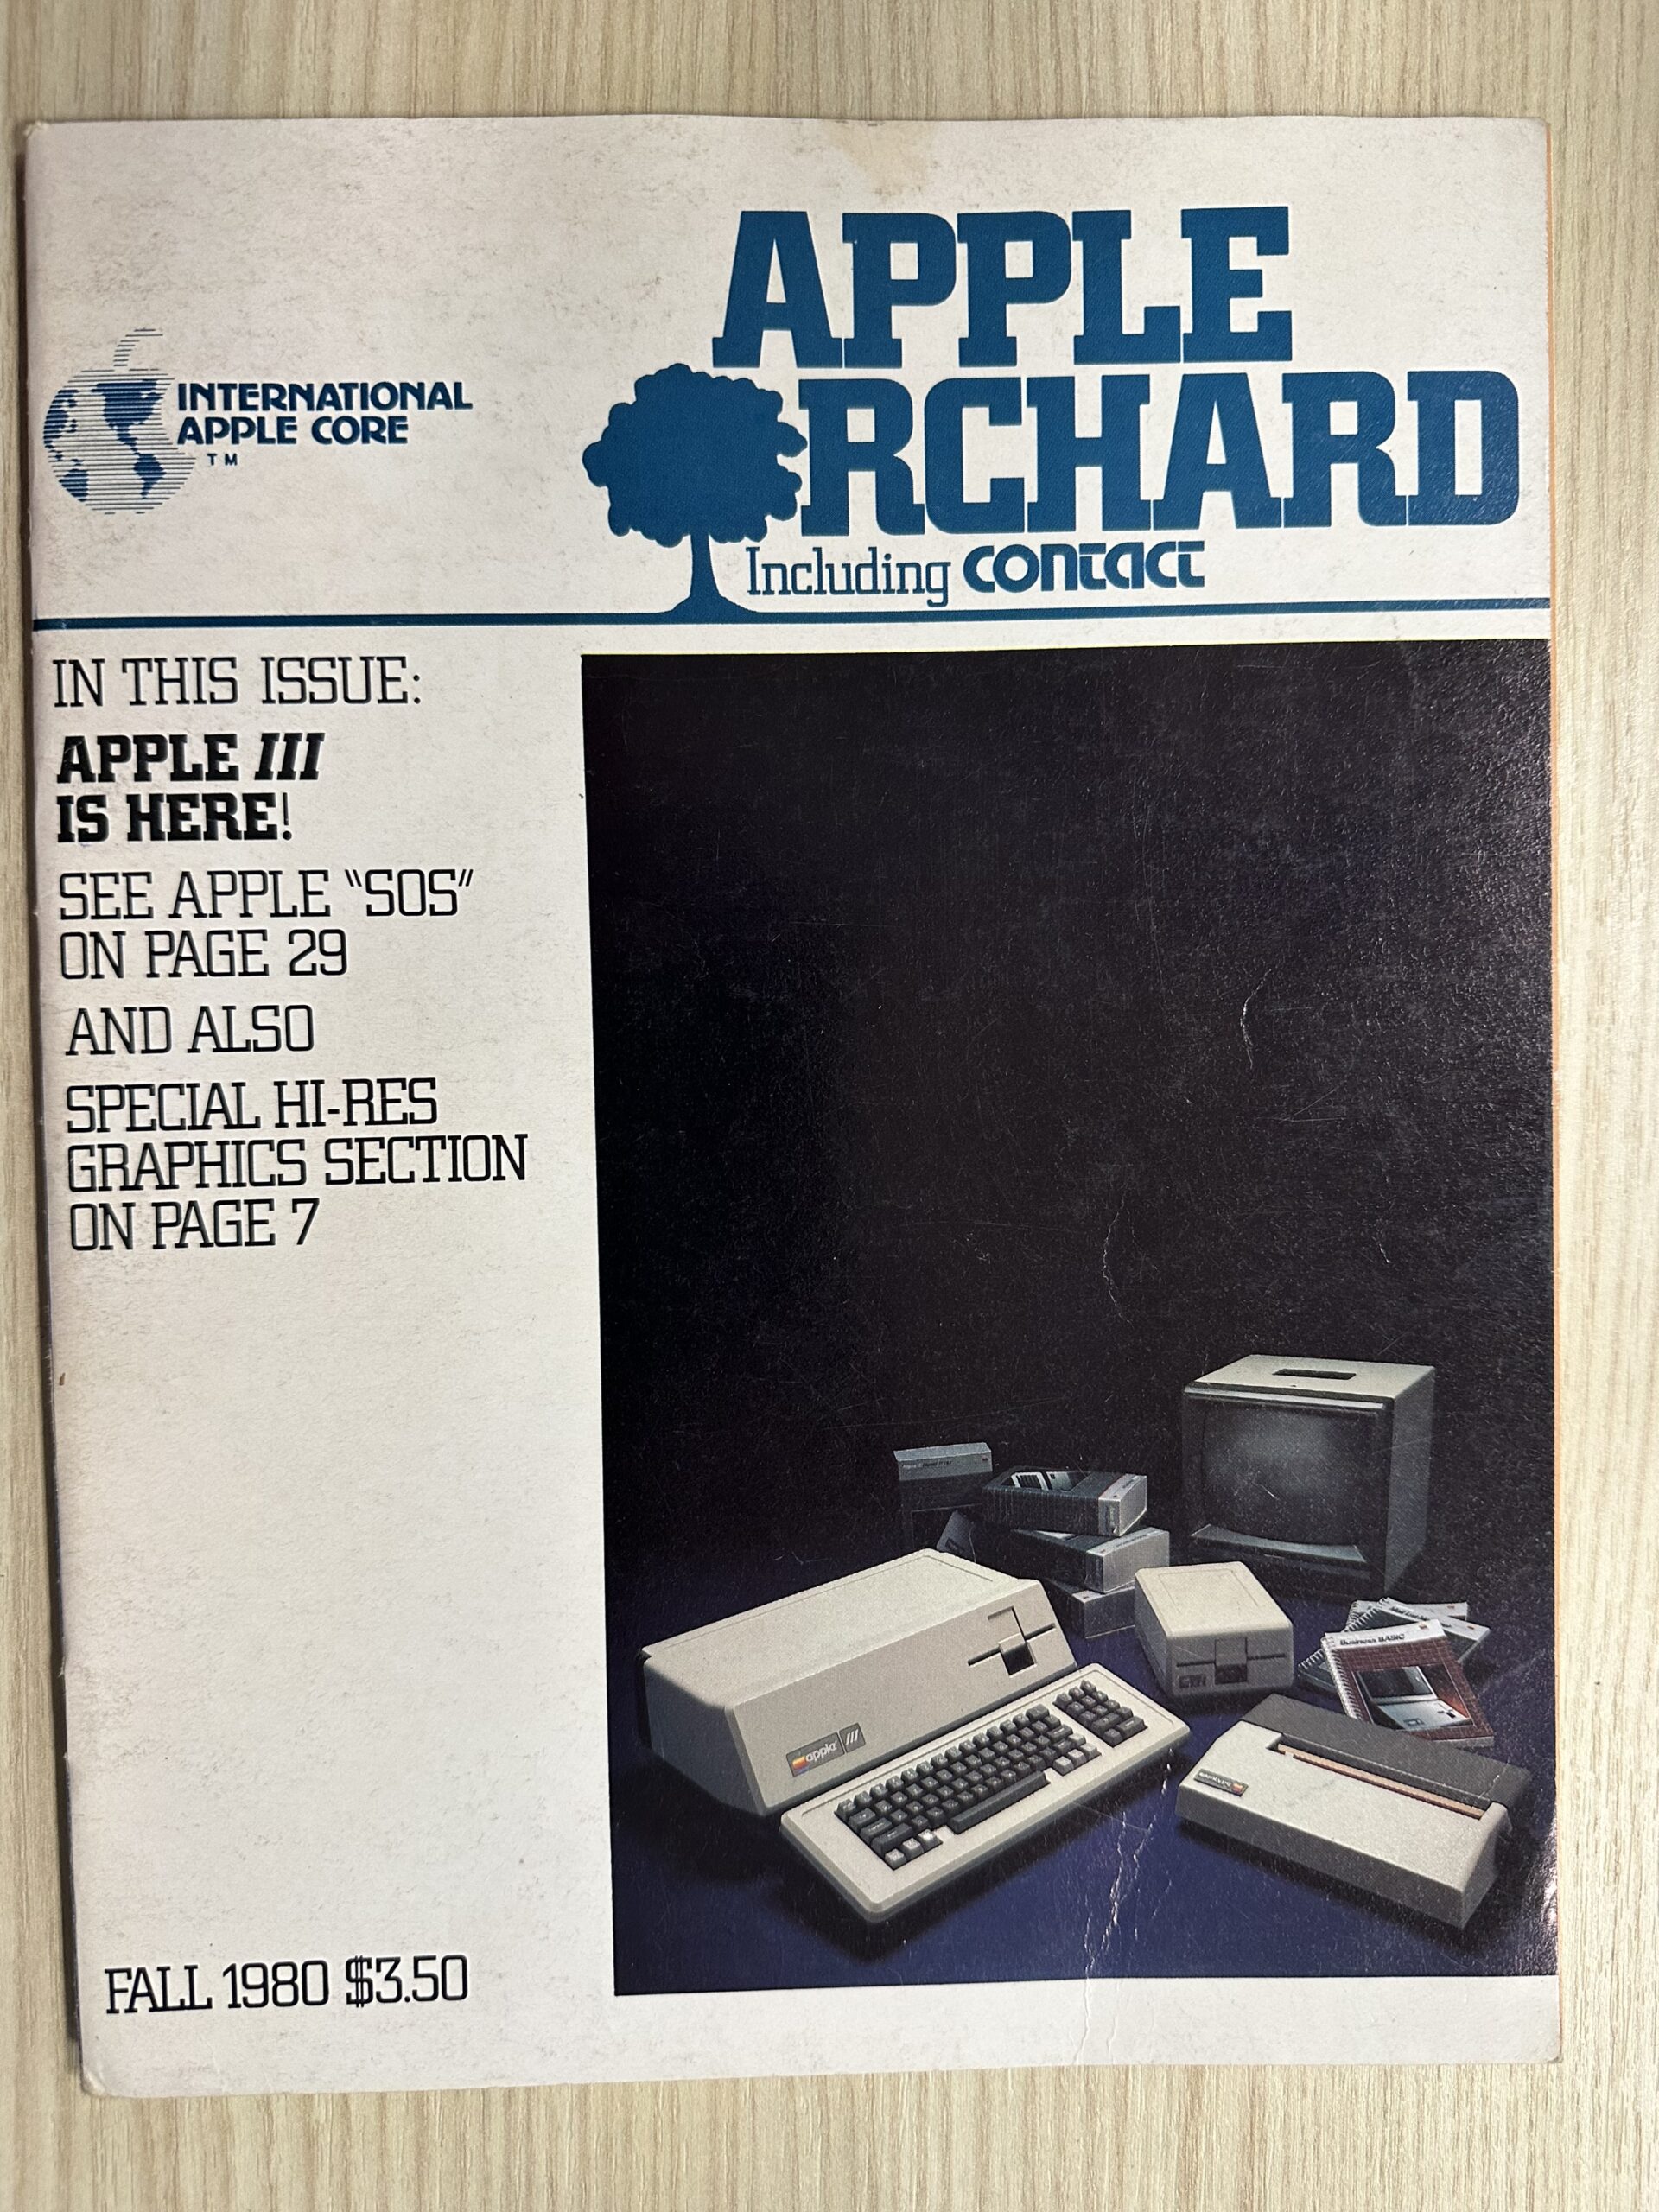 APPLE
ORCHARD
Including contact
INTERNATIONAL
APPLE CORE
TM
IN THIS ISSUE:
APPLE III
IS HERE!
SEE APPLE "SOS"
ON PAGE 29
AND ALSO
SPECIAL HI-RES
GRAPHICS SECTION
ON PAGE 7
Business BASIC
apple ///
FALL 1980 $3.50